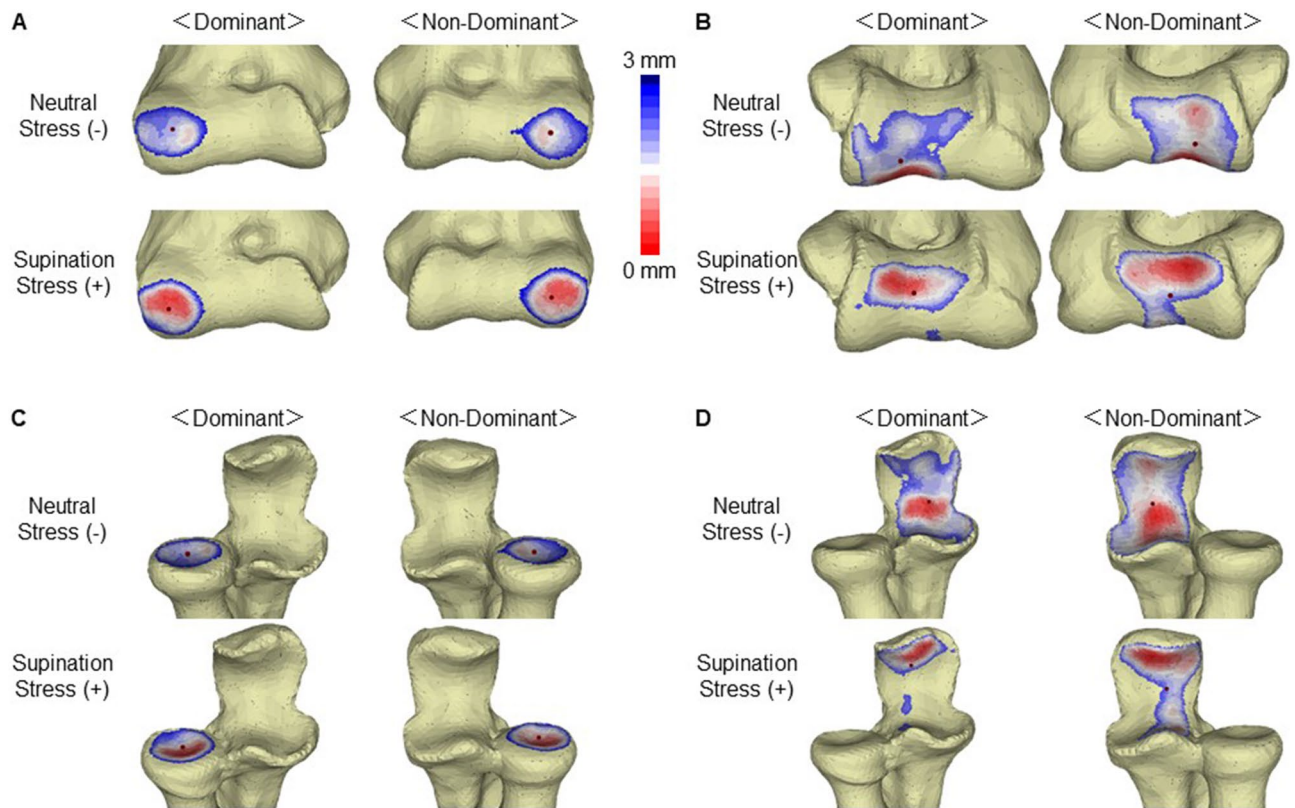 A
<Dominant>
<Non-Dominant>
Neutral
Stress (-)
Supination
Stress (+)
3 mm
0 mm
B
<Dominant>
<Non-Dominant>
Neutral
Stress (-)
Supination
Stress (+)
C
<Dominant>
<Non-Dominant>
Neutral
Stress (-)
Supination
Stress (+)
D
<Dominant>
<Non-Dominant>
Neutral
Stress (-)
Supination
Stress (+)